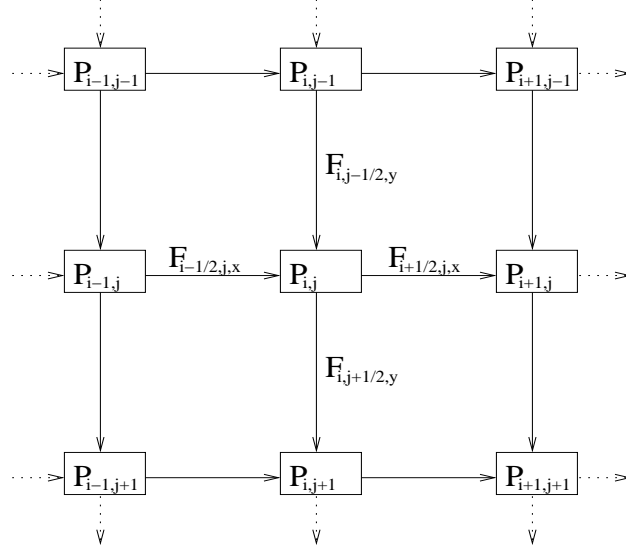 P_{i−1,j−1} P_{i,j−1} P_{i+1,j−1}
F_{i,j−1/2,y}
F_{i−1/2,j,x} F_{i+1/2,j,x}
P_{i−1,j} P_{i,j} P_{i+1,j}
F_{i,j+1/2,y}
P_{i−1,j+1} P_{i,j+1} P_{i+1,j+1}